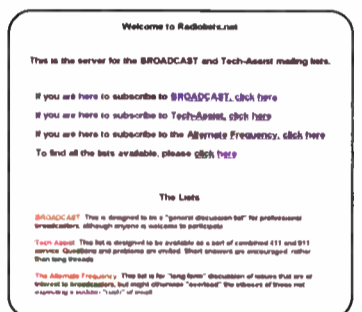 Welcome to Radiolists.net
This is the server for the BROADCAST and Tech-Assist mailing lists.
If you are here to subscribe to BROADCAST, click here
If you are here to subscribe to Tech-Assist, click here
If you are here to subscribe to the Alternate Frequency, click here
To find all the lists available, please click here
The Lists
BROADCAST This is designed to be a "general discussion list" for professional
broadcasters, although anyone is welcome to participate
Tech Assist This list is designed to be available as a sort of combined 411 and 911
service Questions and problems are invited. Short answers are encouraged rather
than long threads
The Alternate Frequency This list is for "long form" discussion of issues that are of
interest to broadcasters, but might otherwise "overload" the inboxes of those not
expecting a sudden "rush" of email